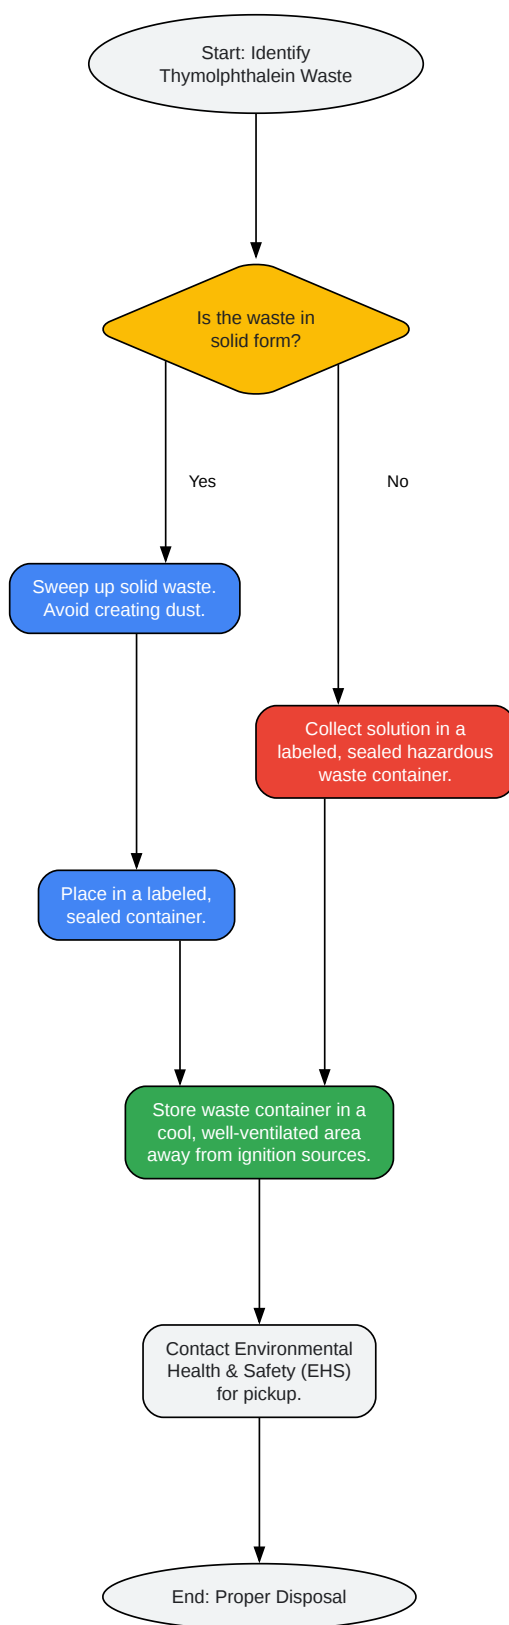 Start: Identify
Thymolphthalein Waste
Is the waste in
solid form?
Yes
No
Sweep up solid waste.
Avoid creating dust.
Collect solution in a
labeled, sealed hazardous
waste container.
Place in a labeled,
sealed container.
Store waste container in a
cool, well-ventilated area
away from ignition sources.
Contact Environmental
Health & Safety (EHS)
for pickup.
End: Proper Disposal